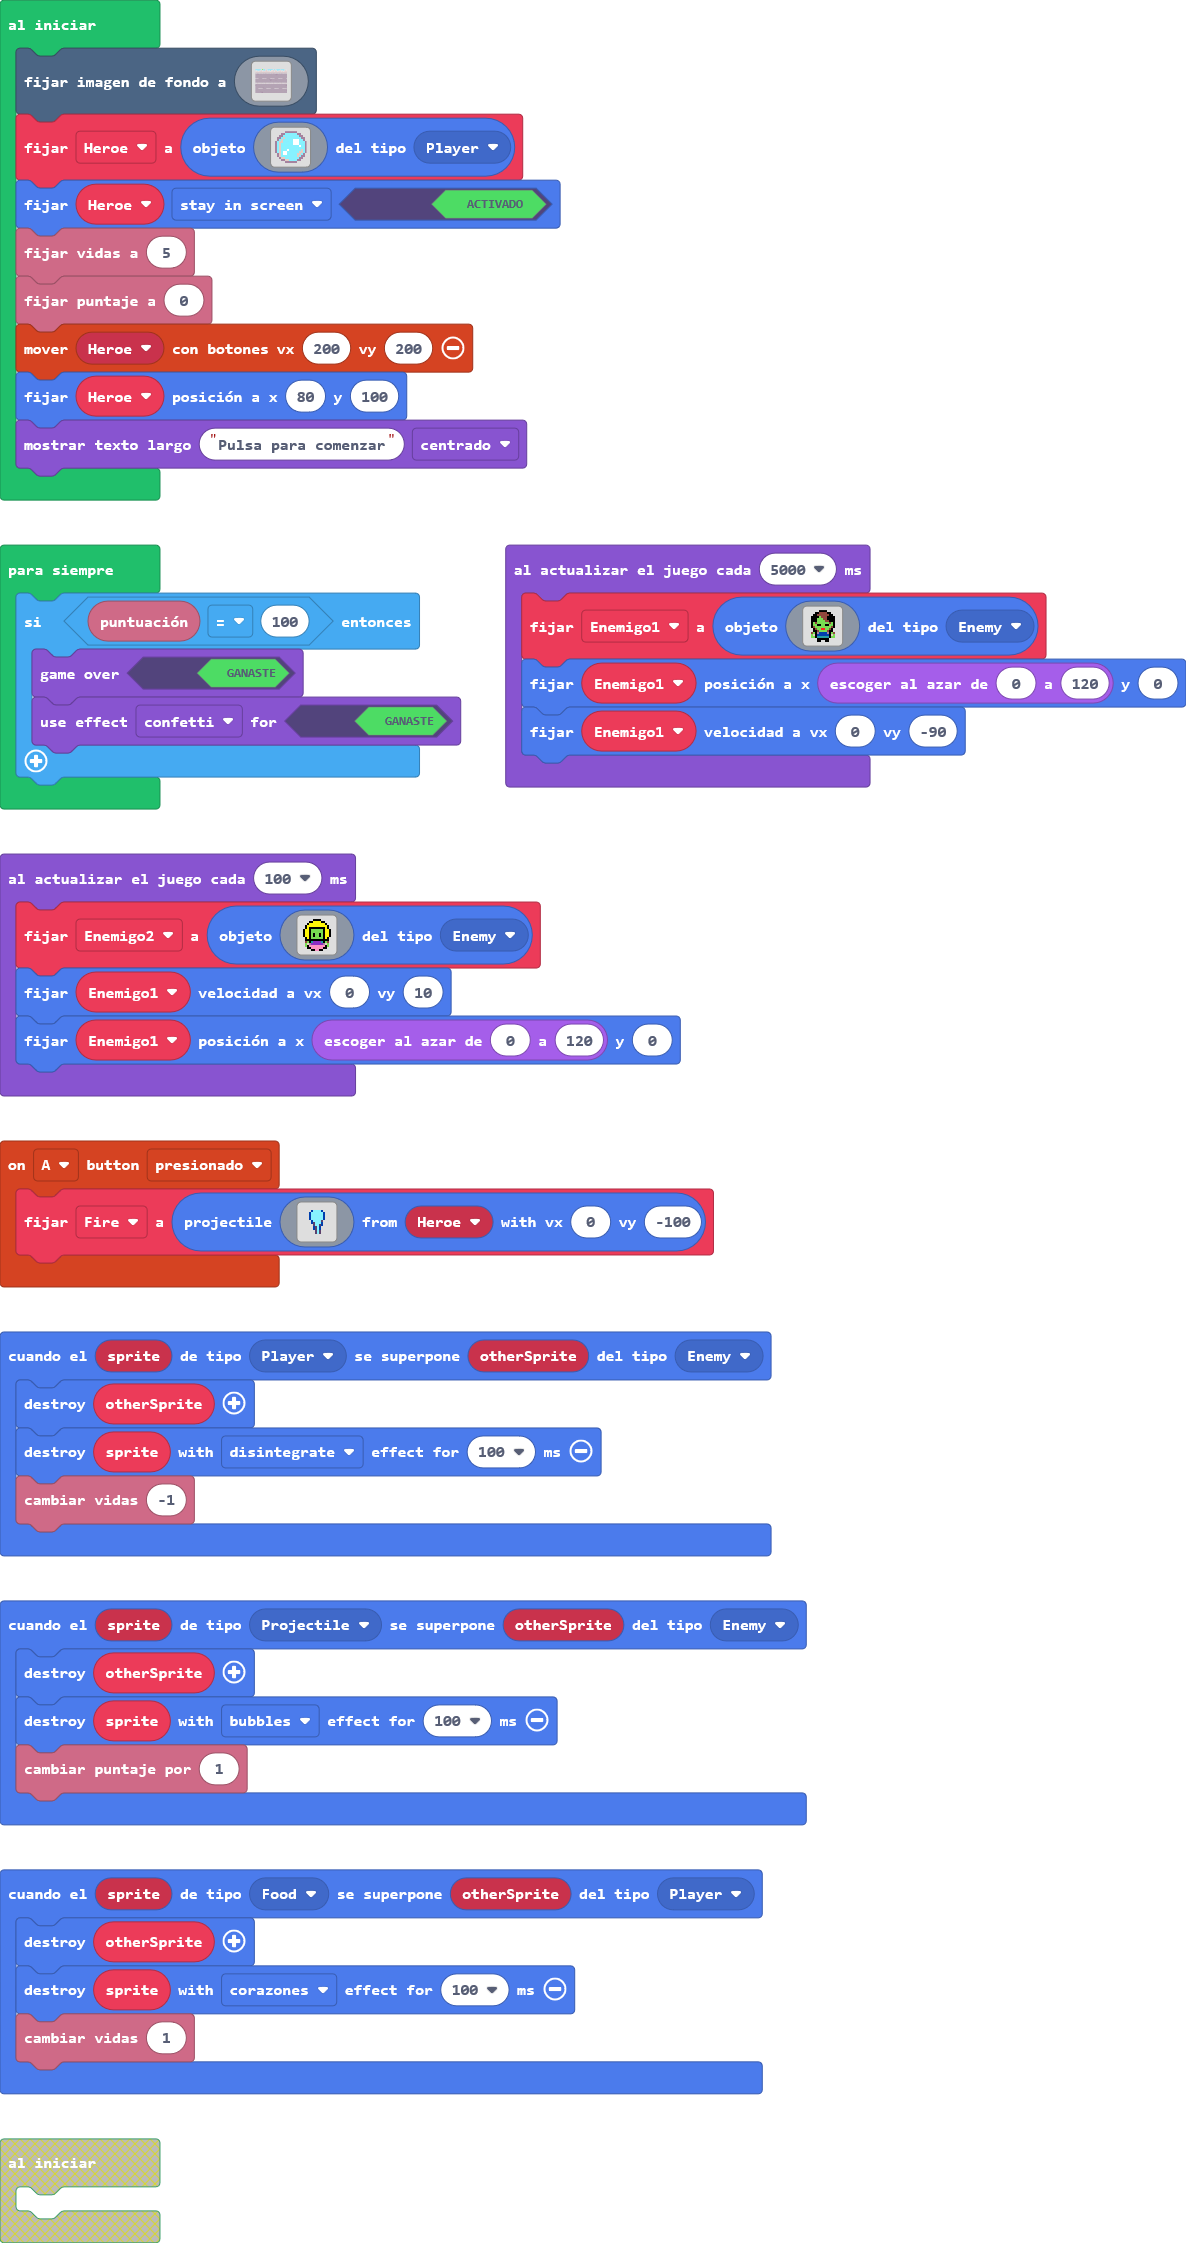 al iniciar
fijar imagen de fondo a
fijar Heroe a objeto del tipo Player
fijar Heroe stay in screen ACTIVADO
fijar vidas a 5
fijar puntaje a 0
mover Heroe con botones vx 200 vy 200
fijar Heroe posición a x 80 y 100
mostrar texto largo "Pulsa para comenzar" centrado
para siempre
si puntuación = 100 entonces
game over GANASTE
use effect confetti for GANASTE
al actualizar el juego cada 5000 ms
fijar Enemigo1 a objeto del tipo Enemy
fijar Enemigo1 posición a x escoger al azar de 0 a 120 y 0
fijar Enemigo1 velocidad a vx 0 vy -90
al actualizar el juego cada 100 ms
fijar Enemigo2 a objeto del tipo Enemy
fijar Enemigo1 velocidad a vx 0 vy 10
fijar Enemigo1 posición a x escoger al azar de 0 a 120 y 0
on A button presionado
fijar Fire a projectile from Heroe with vx 0 vy -100
cuando el sprite de tipo Player se superpone otherSprite del tipo Enemy
destroy otherSprite
destroy sprite with disintegrate effect for 100 ms
cambiar vidas -1
cuando el sprite de tipo Projectile se superpone otherSprite del tipo Enemy
destroy otherSprite
destroy sprite with bubbles effect for 100 ms
cambiar puntaje por 1
cuando el sprite de tipo Food se superpone otherSprite del tipo Player
destroy otherSprite
destroy sprite with corazones effect for 100 ms
cambiar vidas 1
al iniciar